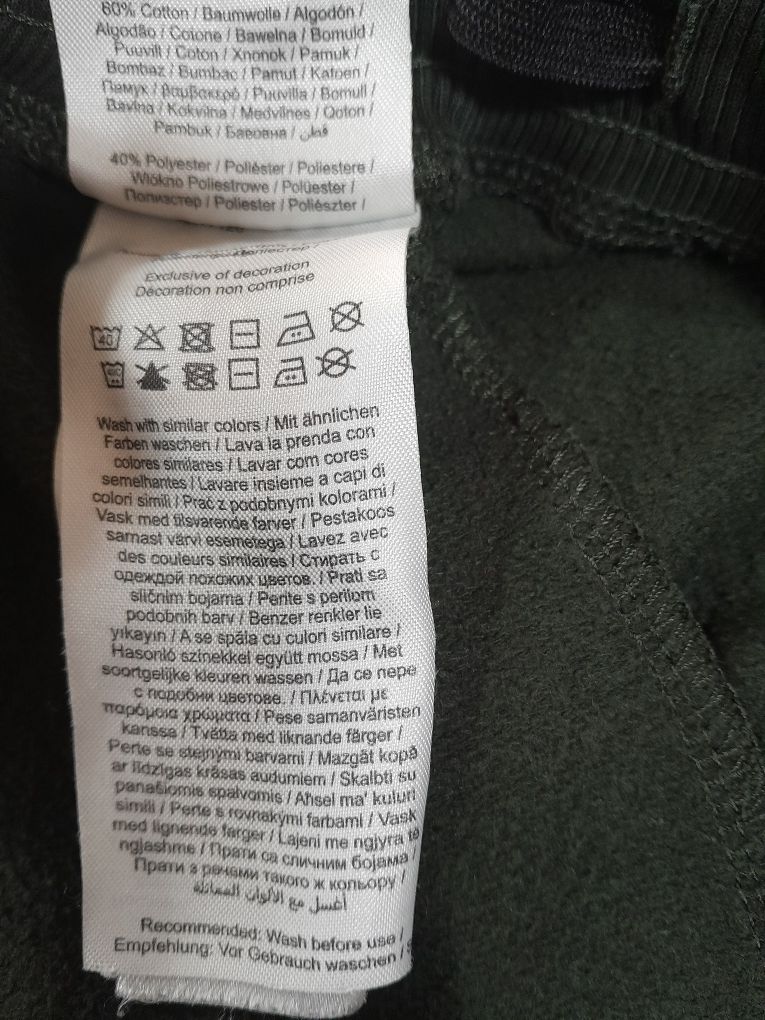 60% Cotton / Baumwolle / Algodón /
Algodão / Cotone / Bawełna / Bomuld /
Puuvill / Coton / Хлопок / Pamuk /
Bombaž / Bumbac / Pamut / Katoen /
Памук / βαμβακερό / Puuvilla / Bomull /
Bavlna / Kokvilna / Medvilnės / Qoton /
Pambuk / Бавовна / قطن
40% Polyester / Poliéster / Poliestere /
Włókno Poliestrowe / Polüester /
Полиэстер / Poliester / Poliészter /
Exclusive of decoration
Décoration non comprise
40
Wash with similar colors / Mit ähnlichen
Farben waschen / Lava la prenda con
colores similares / Lavar com cores
semelhantes / Lavare insieme a capi di
colori simili / Prać z podobnymi kolorami /
Vask med tilsvarende farver / Pestakoos
samast värvi esemetega / Lavez avec
des couleurs similaires / Стирать с
одеждой похожих цветов. / Prati sa
sličnim bojama / Perite s perilom
podobnih barv / Benzer renkler ile
yıkayın / A se spăla cu culori similare /
Hasonló színekkel együtt mossa / Met
soortgelijke kleuren wassen / Да се пере
с подобни цветове. / Πλένεται με
παρόμοια χρώματα / Pese samanväristen
kanssa / Tvätta med liknande färger /
Perte se stejnými barvami / Mazgāt kopā
ar līdzīgas krāsas audumiem / Skalbti su
panašiomis spalvomis / Aħsel ma' kuluri
simili / Perte s rovnakými farbami / Vask
med lignende farger / Lajeni me ngjyra të
ngjashme / Прати са сличним бојама /
Прати з речами такого ж кольору /
أغسل مع الألوان المماثلة
Recommended: Wash before use /
Empfehlung: Vor Gebrauch waschen /